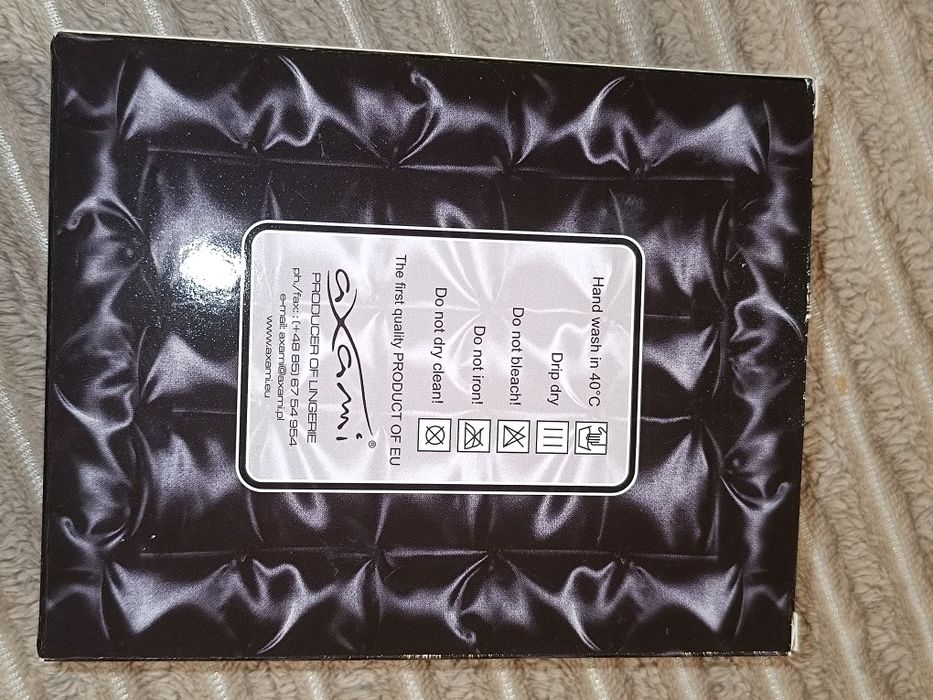 Hand wash in 40°C
Drip dry
Do not bleach!
Do not iron!
Do not dry clean!
The first quality PRODUCT OF EU
axami®
PRODUCER OF LINGERIE
ph./fax: : (+48 85) 67 54 954
e-mail: axami@axami.pl
www.axami.eu